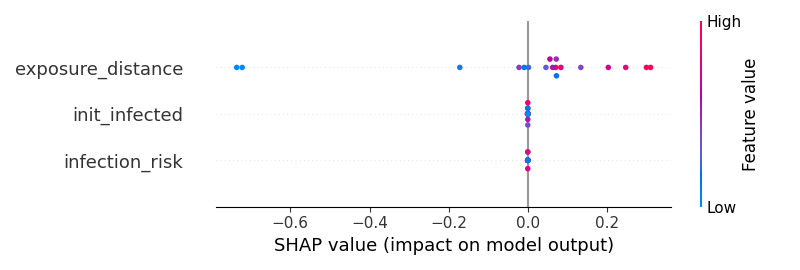 High
exposure_distance
init_infected
infection_risk
Feature value
Low
−0.6 −0.4 −0.2 0.0 0.2
SHAP value (impact on model output)